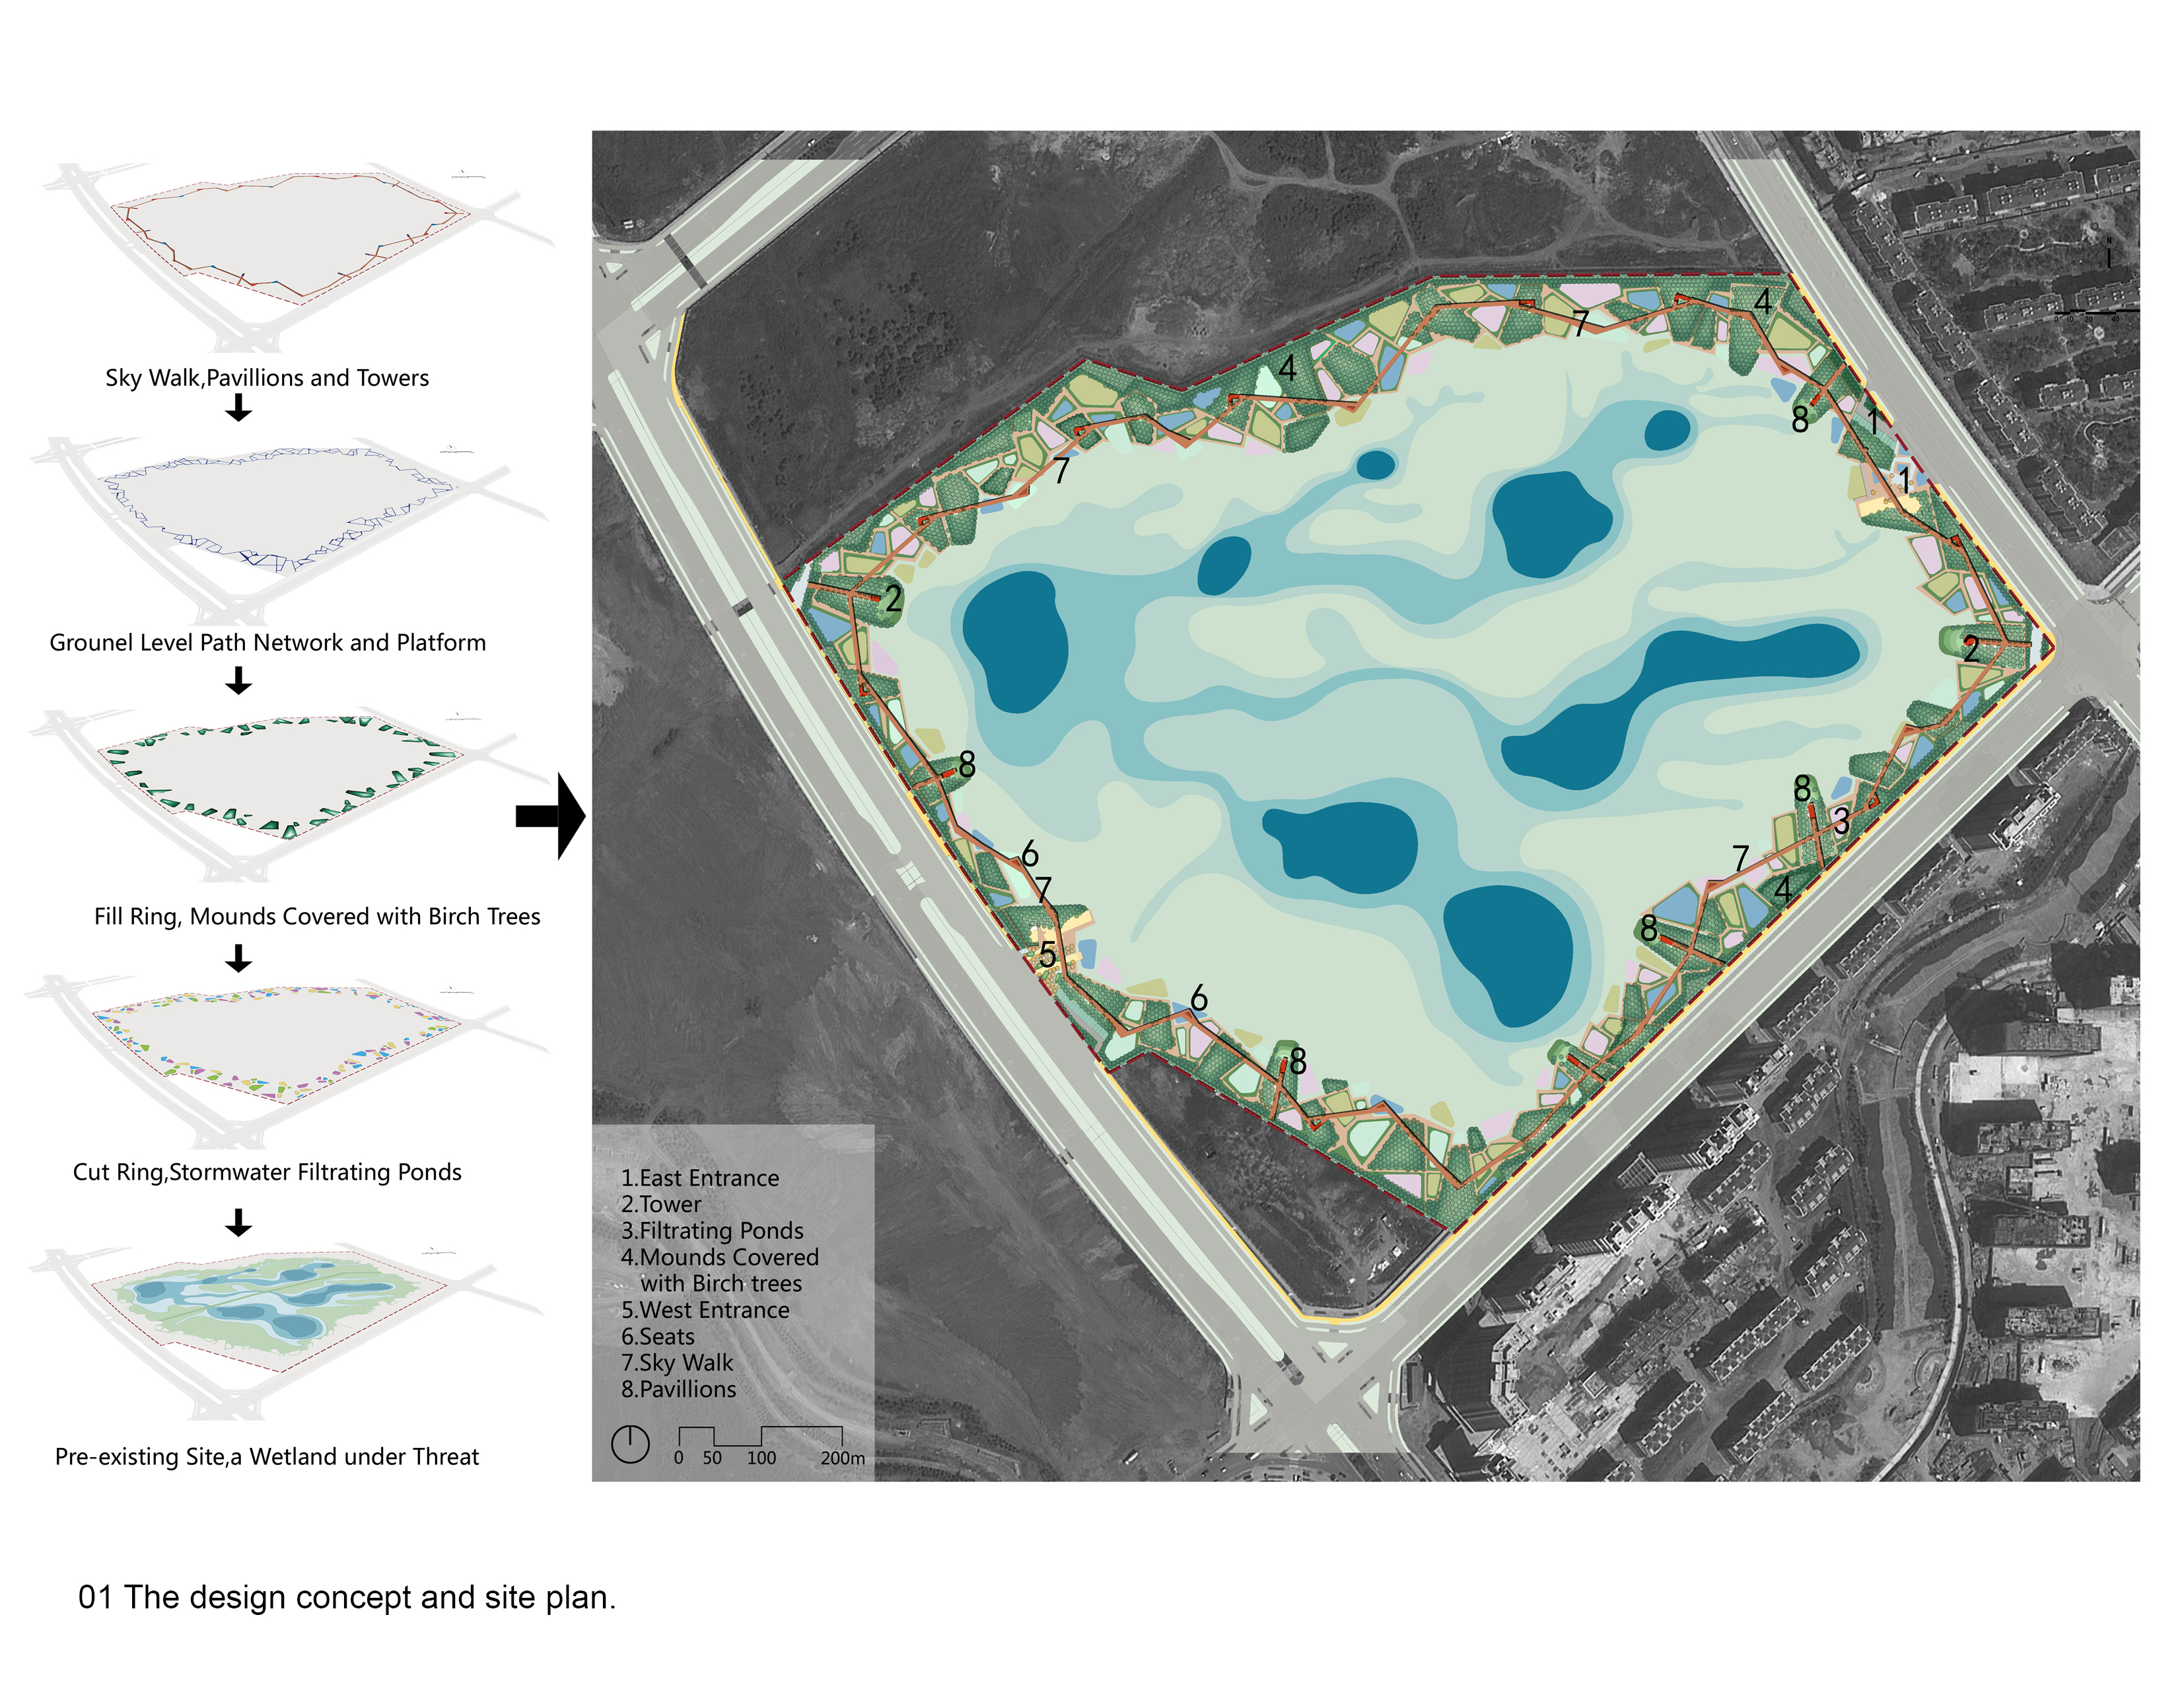 Sky Walk,Pavillions and Towers
Grounel Level Path Network and Platform
Fill Ring, Mounds Covered with Birch Trees
Cut Ring,Stormwater Filtrating Ponds
Pre-existing Site,a Wetland under Threat
4
7
4
8
1
7
1
2
2
8
8
3
6
7
7
4
8
5
6
8
N
1.East Entrance
2.Tower
3.Filtrating Ponds
4.Mounds Covered
with Birch trees
5.West Entrance
6.Seats
7.Sky Walk
8.Pavillions
0 50 100 200m
01 The design concept and site plan.